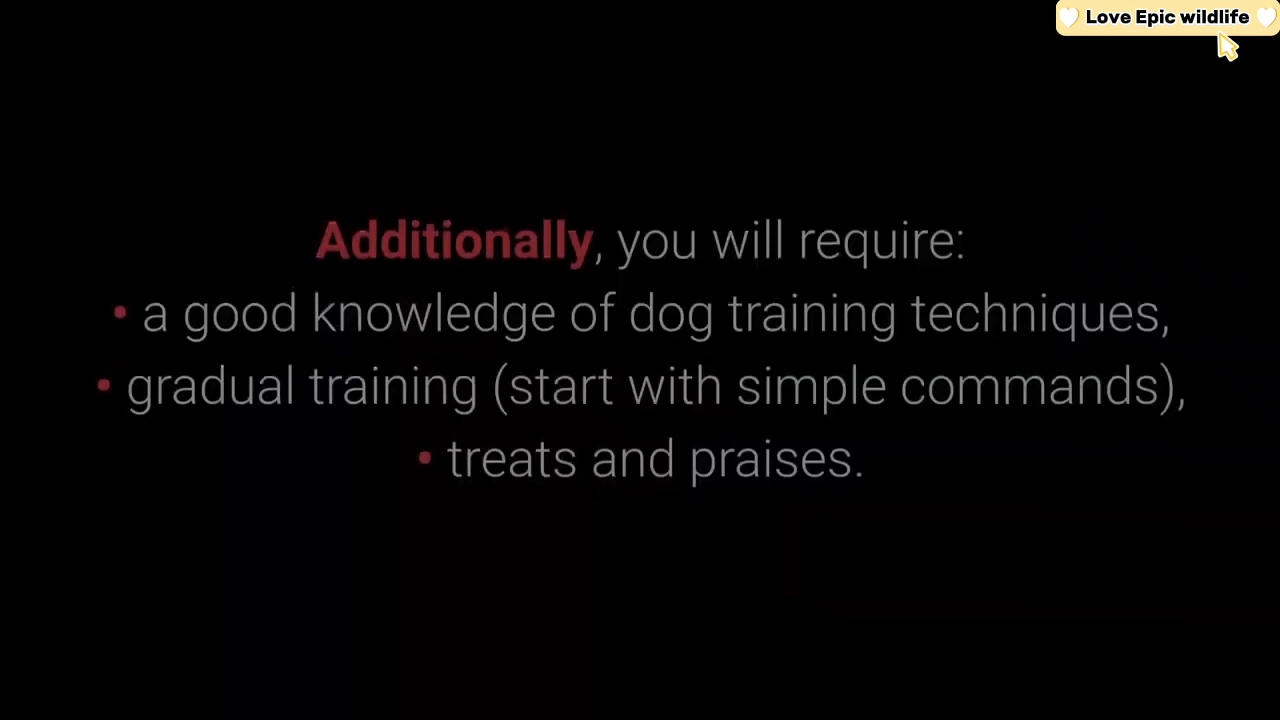 Love Epic wildlife
Additionally, you will require:
• a good knowledge of dog training techniques,
• gradual training (start with simple commands),
• treats and praises.